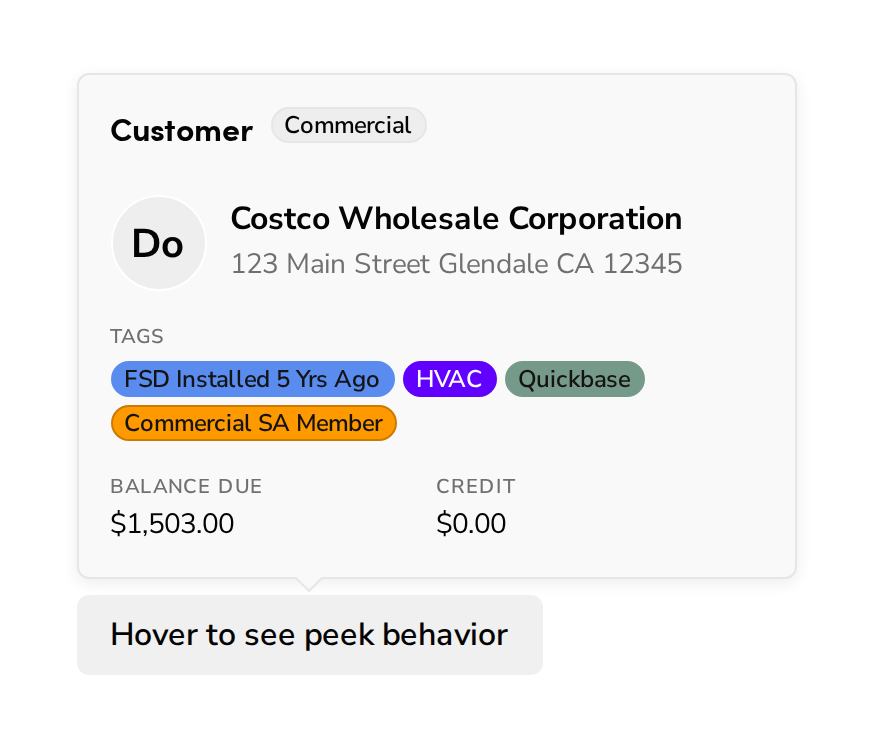 Customer Commercial
Do
Costco Wholesale Corporation
123 Main Street Glendale CA 12345
TAGS
FSD Installed 5 Yrs Ago HVAC Quickbase
Commercial SA Member
BALANCE DUE CREDIT
$1,503.00 $0.00
Hover to see peek behavior